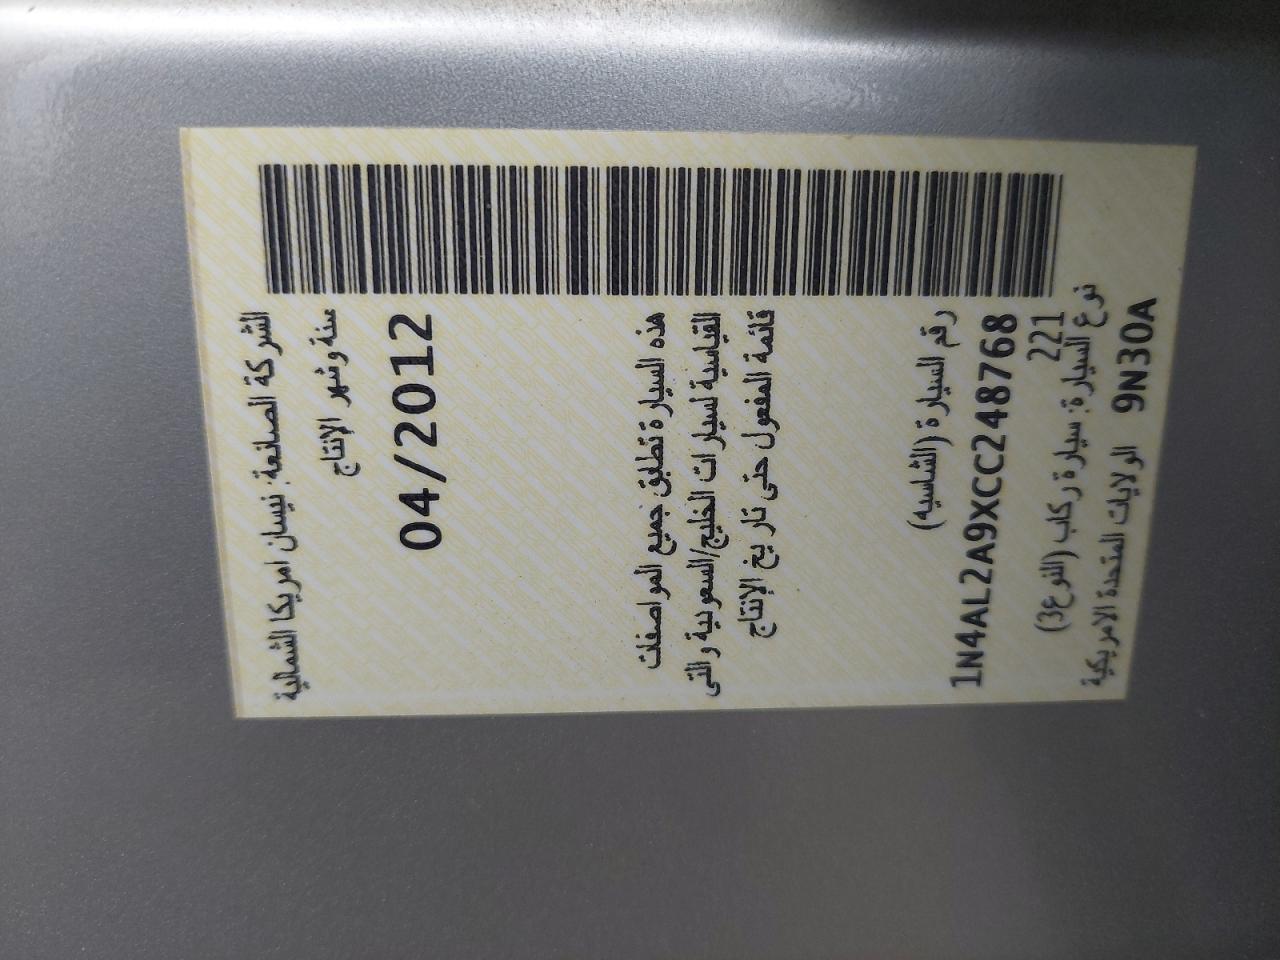 الشركة الصانعة: نيسان امريكا الشمالية
سنة وشهر الإنتاج
04/2012
هذه السيارة تطابق جميع المواصفات
القياسية لسيارات الخليج/السعودية والتى
قائمة المفعول حتى تاريخ الإنتاج
رقم السيارة (الشاسيه)
1N4AL2A9XCC248768
221
نوع السيارة: سيارة ركاب (النوع3)
الولايات المتحدة الامريكية 9N30A